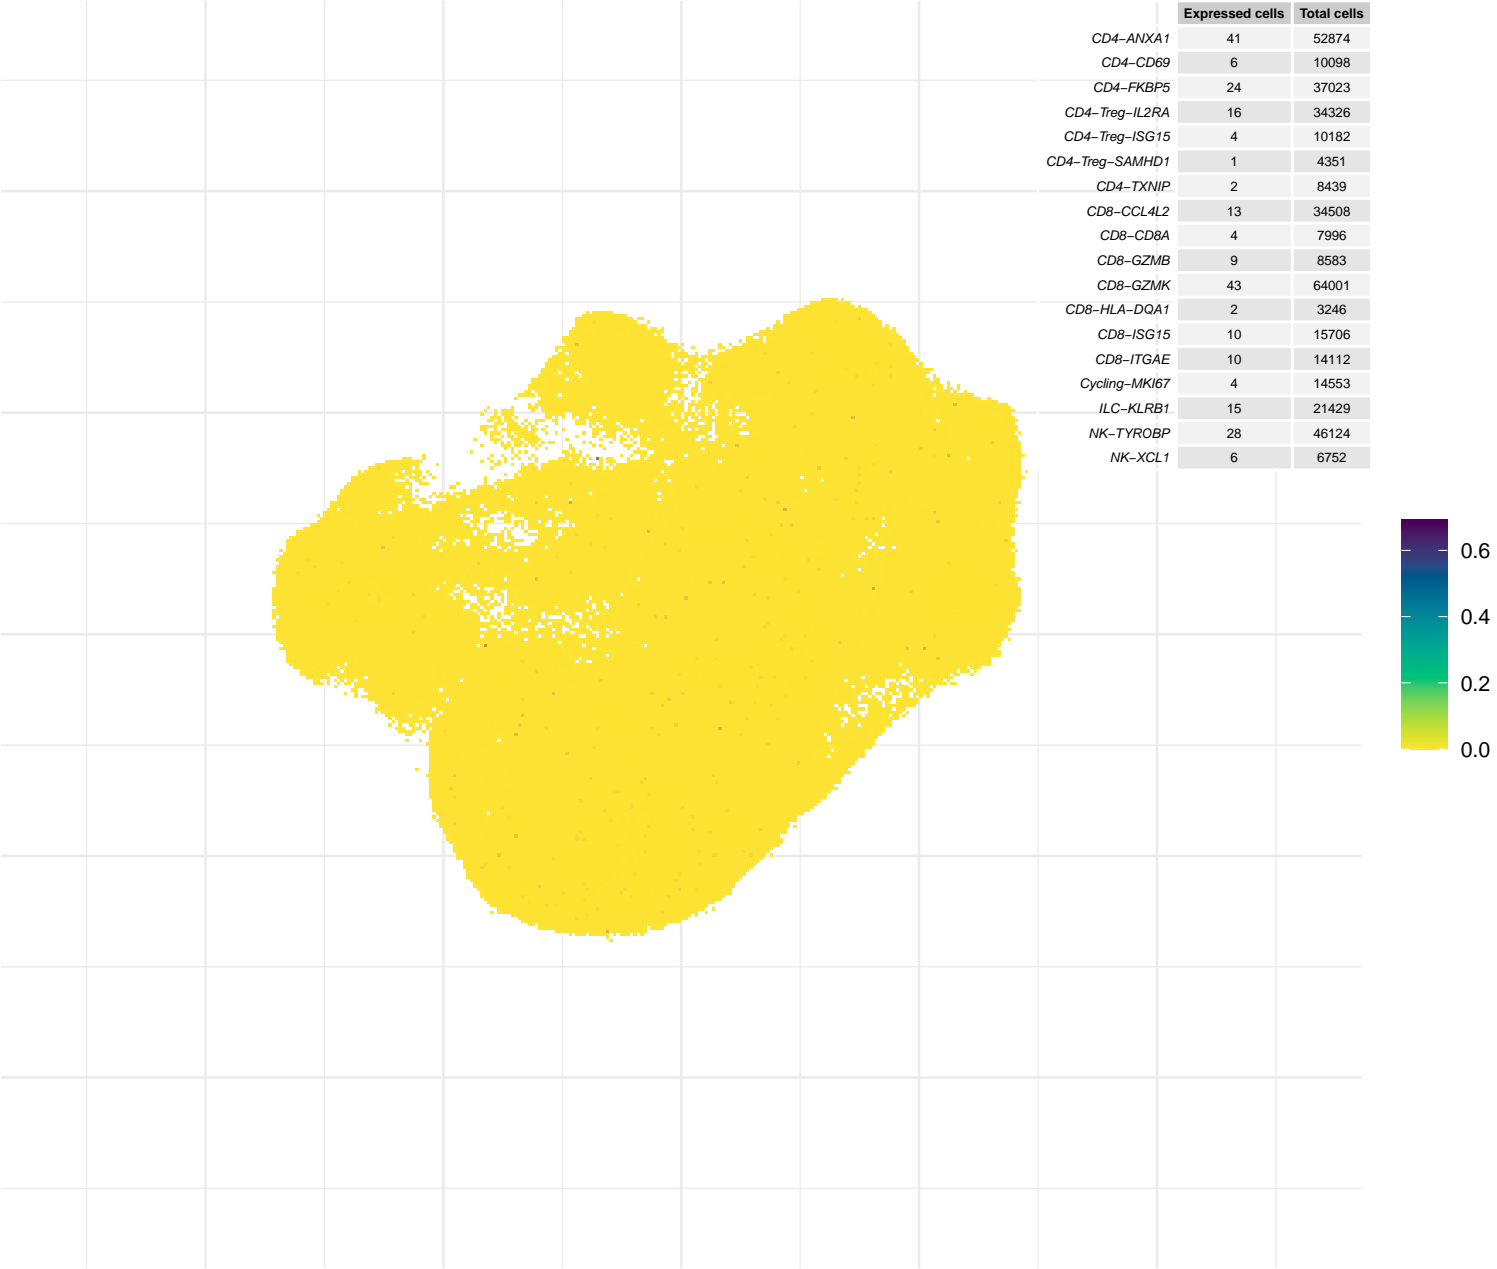 Expressed cells Total cells
CD4−ANXA1 41 52874
CD4−CD69 6 10098
CD4−FKBP5 24 37023
CD4−Treg−IL2RA 16 34326
CD4−Treg−ISG15 4 10182
CD4−Treg−SAMHD1 1 4351
CD4−TXNIP 2 8439
CD8−CCL4L2 13 34508
CD8−CD8A 4 7996
CD8−GZMB 9 8583
CD8−GZMK 43 64001
CD8−HLA−DQA1 2 3246
CD8−ISG15 10 15706
CD8−ITGAE 10 14112
Cycling−MKI67 4 14553
ILC−KLRB1 15 21429
NK−TYROBP 28 46124
NK−XCL1 6 6752
0.6
0.4
0.2
0.0